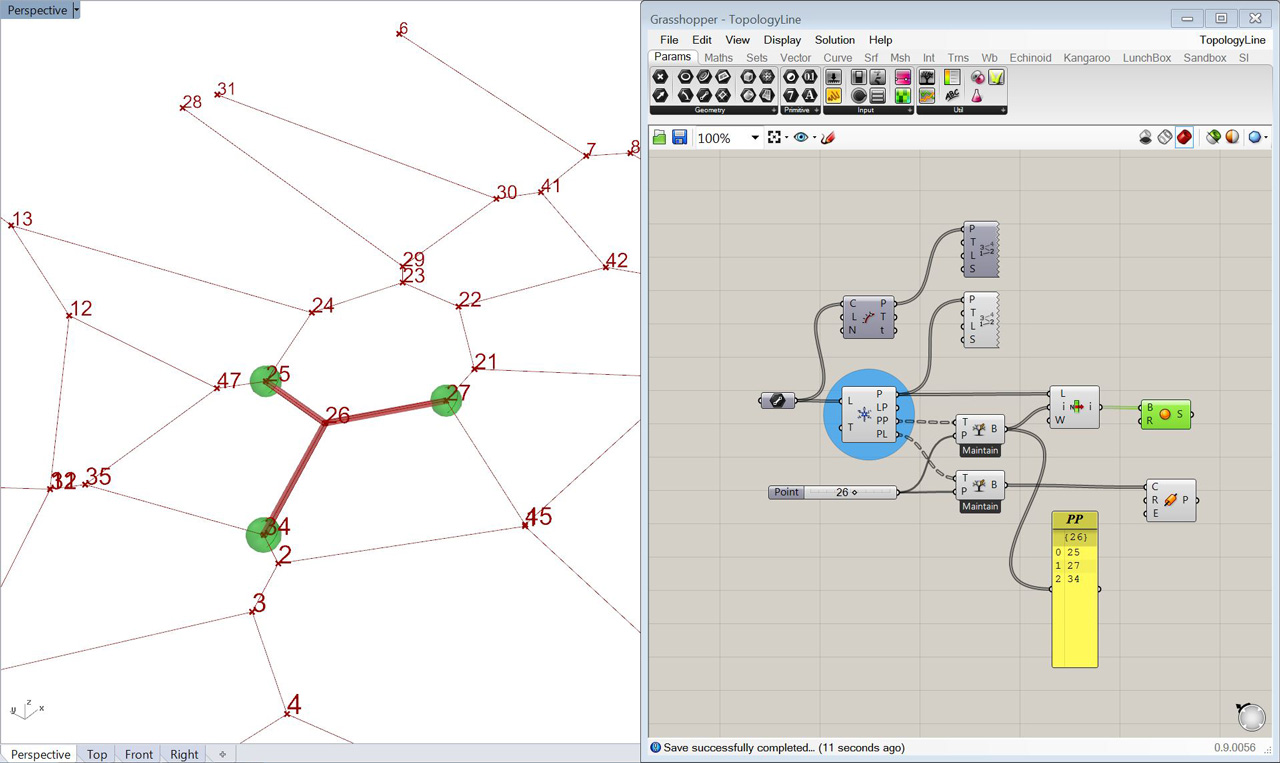 Perspective
6
31
28
7
8
30
41
13
29
42
23
24
22
12
21
47
25
27
26
35
34
2
3
4
z
y
x
Perspective
Top
Front
Right
Grasshopper - TopologyLine
File Edit View Display Solution Help TopologyLine
Params Maths Sets Vector Curve Srf Msh Int Trns Wb Echinoid Kangaroo LunchBox Sandbox SI
Geometry Primitive Input Util
100%
P
T
L
S
P
T
L
S
C P
L T
N t
L P
LP
PP
T PL
T B
P
Maintain
T B
P
Maintain
L
i i
W
B S
R
Point 26
C
R P
E
PP
{26}
0 25
1 27
2 34
Save successfully completed... (11 seconds ago)
0.9.0056